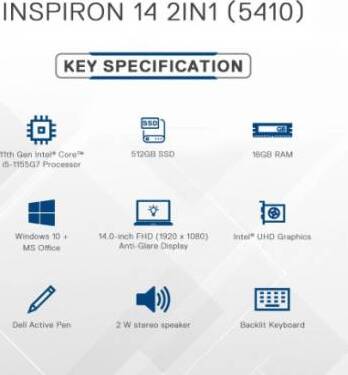 INSPIRON 14 2IN1 (5410)
KEY SPECIFICATION
SSD
GB
11th Gen Intel® Core™
i5-1155G7 Processor
512GB SSD
16GB RAM
Windows 10 +
MS Office
14.0-inch FHD (1920 x 1080)
Anti-Glare Display
Intel® UHD Graphics
Dell Active Pen
2 W stereo speaker
Backlit Keyboard